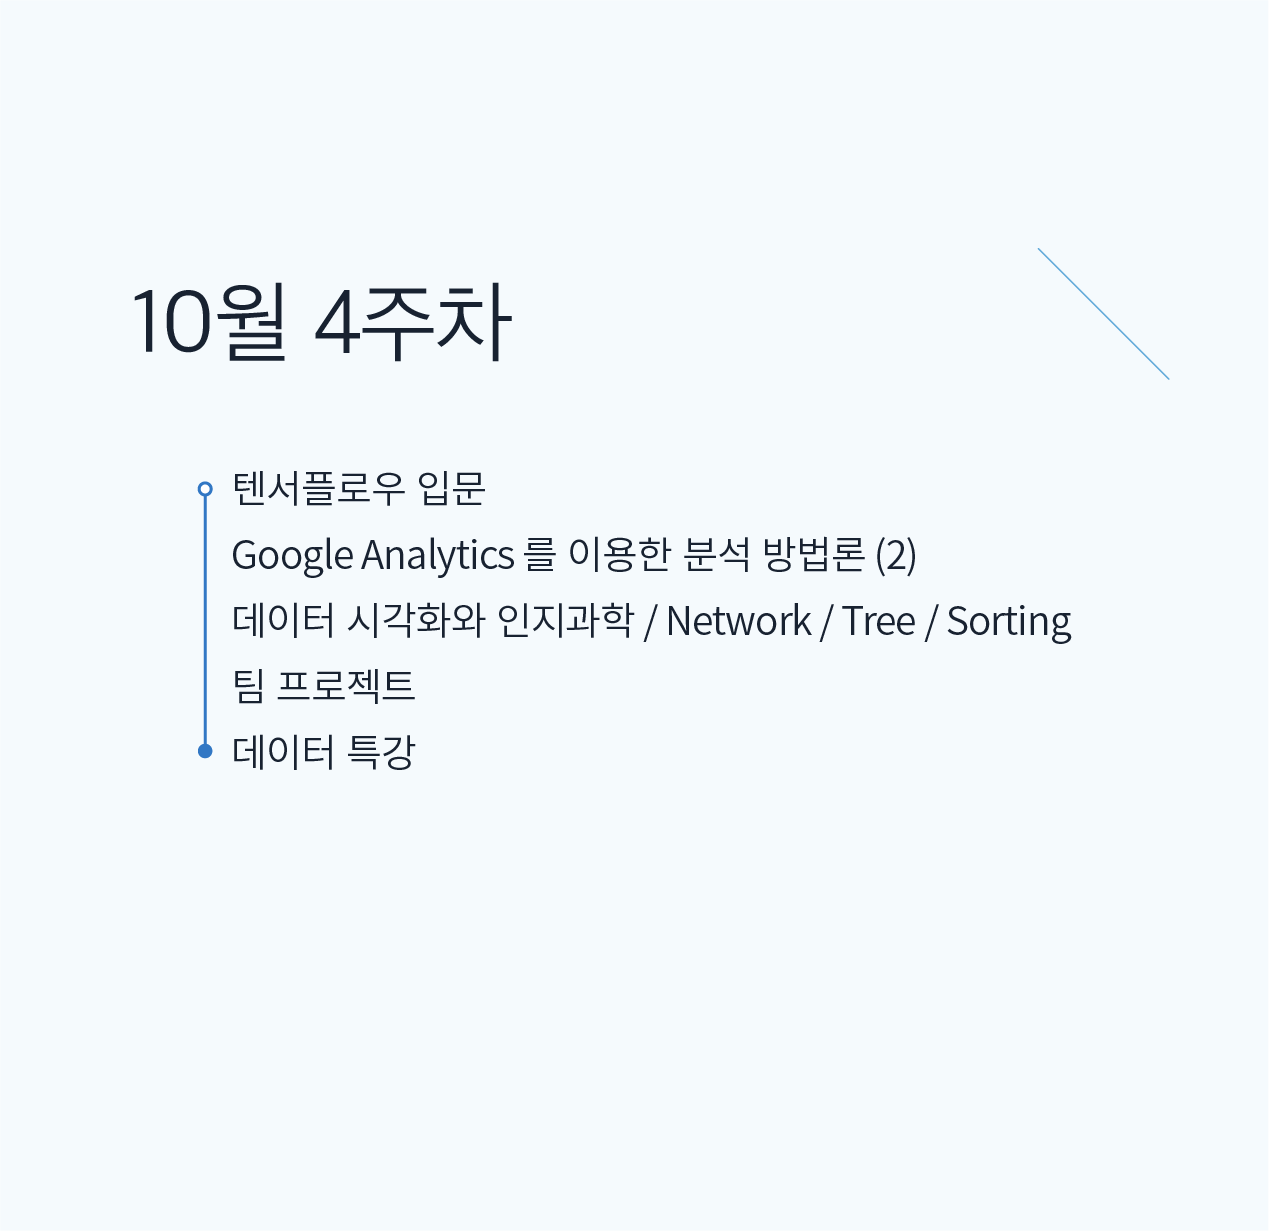 10월 4주차
텐서플로우 입문
Google Analytics 를 이용한 분석 방법론 (2)
데이터 시각화와 인지과학 / Network / Tree / Sorting
팀 프로젝트
데이터 특강